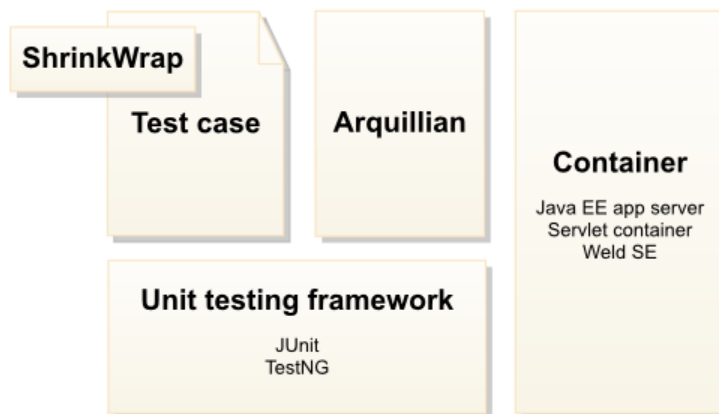 ShrinkWrap
Test case
Arquillian
Container
Java EE app server
Servlet container
Weld SE
Unit testing framework
JUnit
TestNG